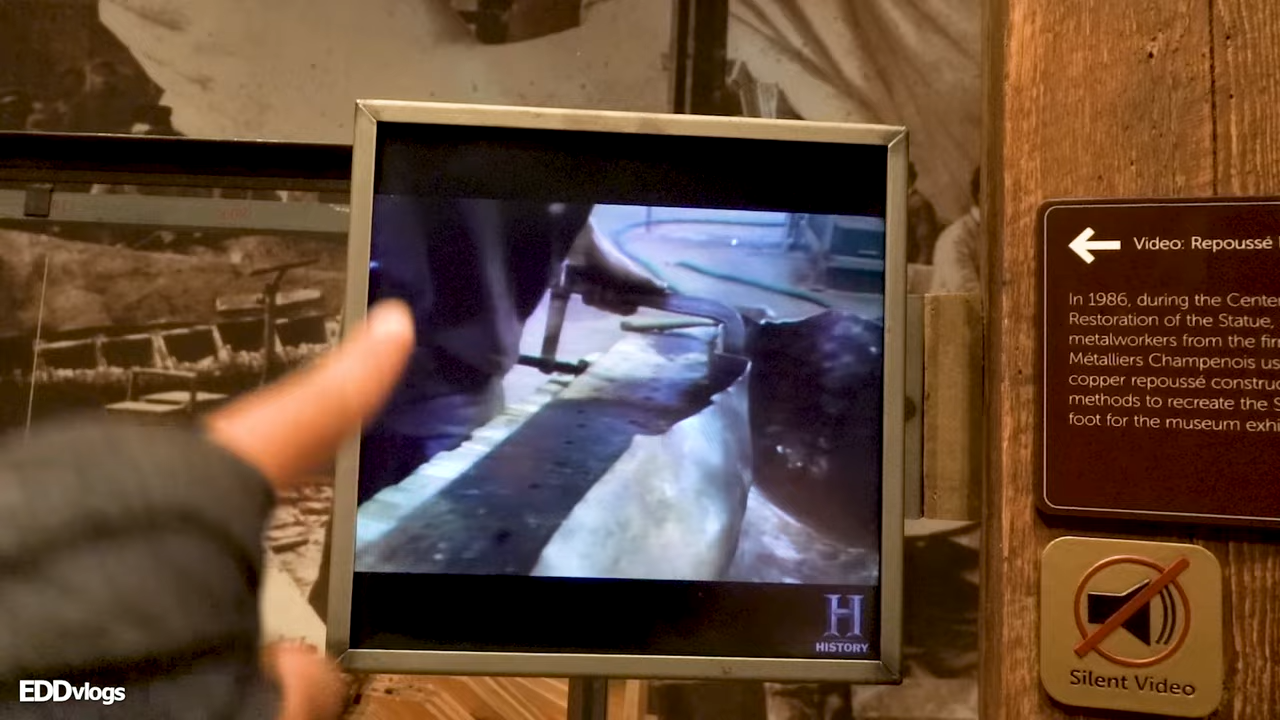 Video: Repoussé
In 1986, during the Cente
Restoration of the Statue,
metalworkers from the fir
Métalliers Champenois us
copper repoussé construc
methods to recreate the S
foot for the museum exhi
H
HISTORY
Silent Video
EDDvlogs